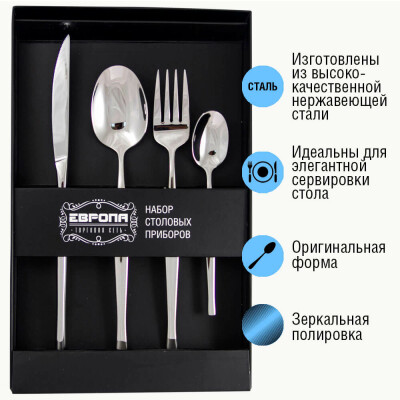 ЕВРОПА
ТОРГОВАЯ СЕТЬ
НАБОР
СТОЛОВЫХ
ПРИБОРОВ
СТАЛЬ
Изготовлены
из высоко-
качественной
нержавеющей
стали
Идеальны для
элегантной
сервировки
стола
Оригинальная
форма
Зеркальная
полировка